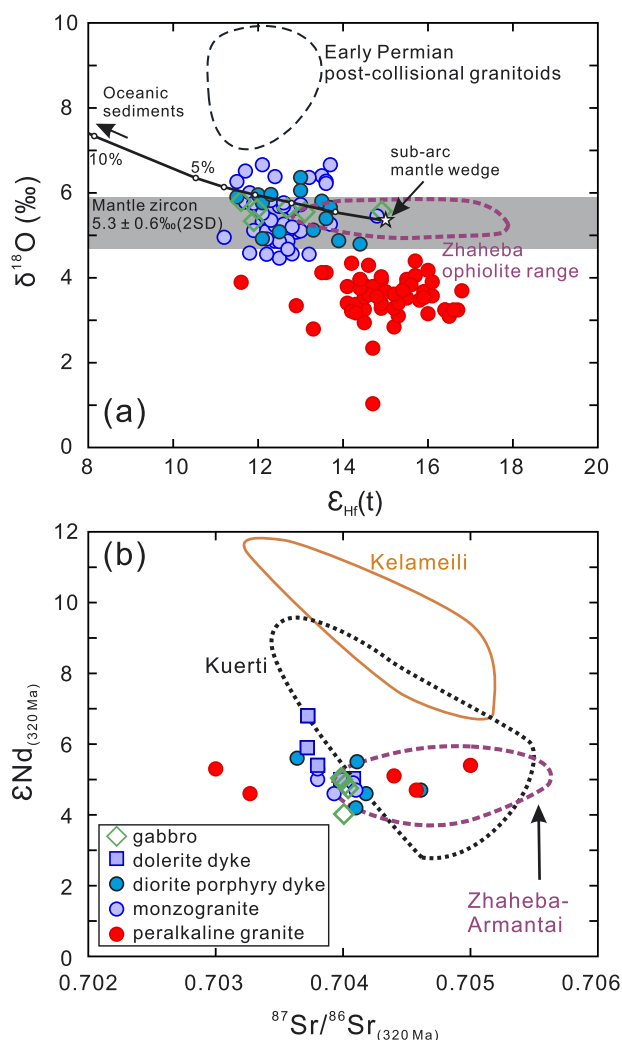 10
Early Permian
post-collisional granitoids
8
Oceanic
sediments
10%
5%
sub-arc
mantle wedge
6
Mantle zircon
5.3 ± 0.6‰(2SD)
δ¹⁸O (‰)
Zhaheba
ophiolite range
4
2
(a)
0
8 10 12 14 16 18 20
εHf(t)
12
(b)
Kelameili
10
Kuerti
8
εNd(320 Ma)
6
4
gabbro
dolerite dyke
diorite porphyry dyke
monzogranite
peralkaline granite
Zhaheba-
Armantai
2
0
0.702 0.703 0.704 0.705 0.706
⁸⁷Sr/⁸⁶Sr(320 Ma)